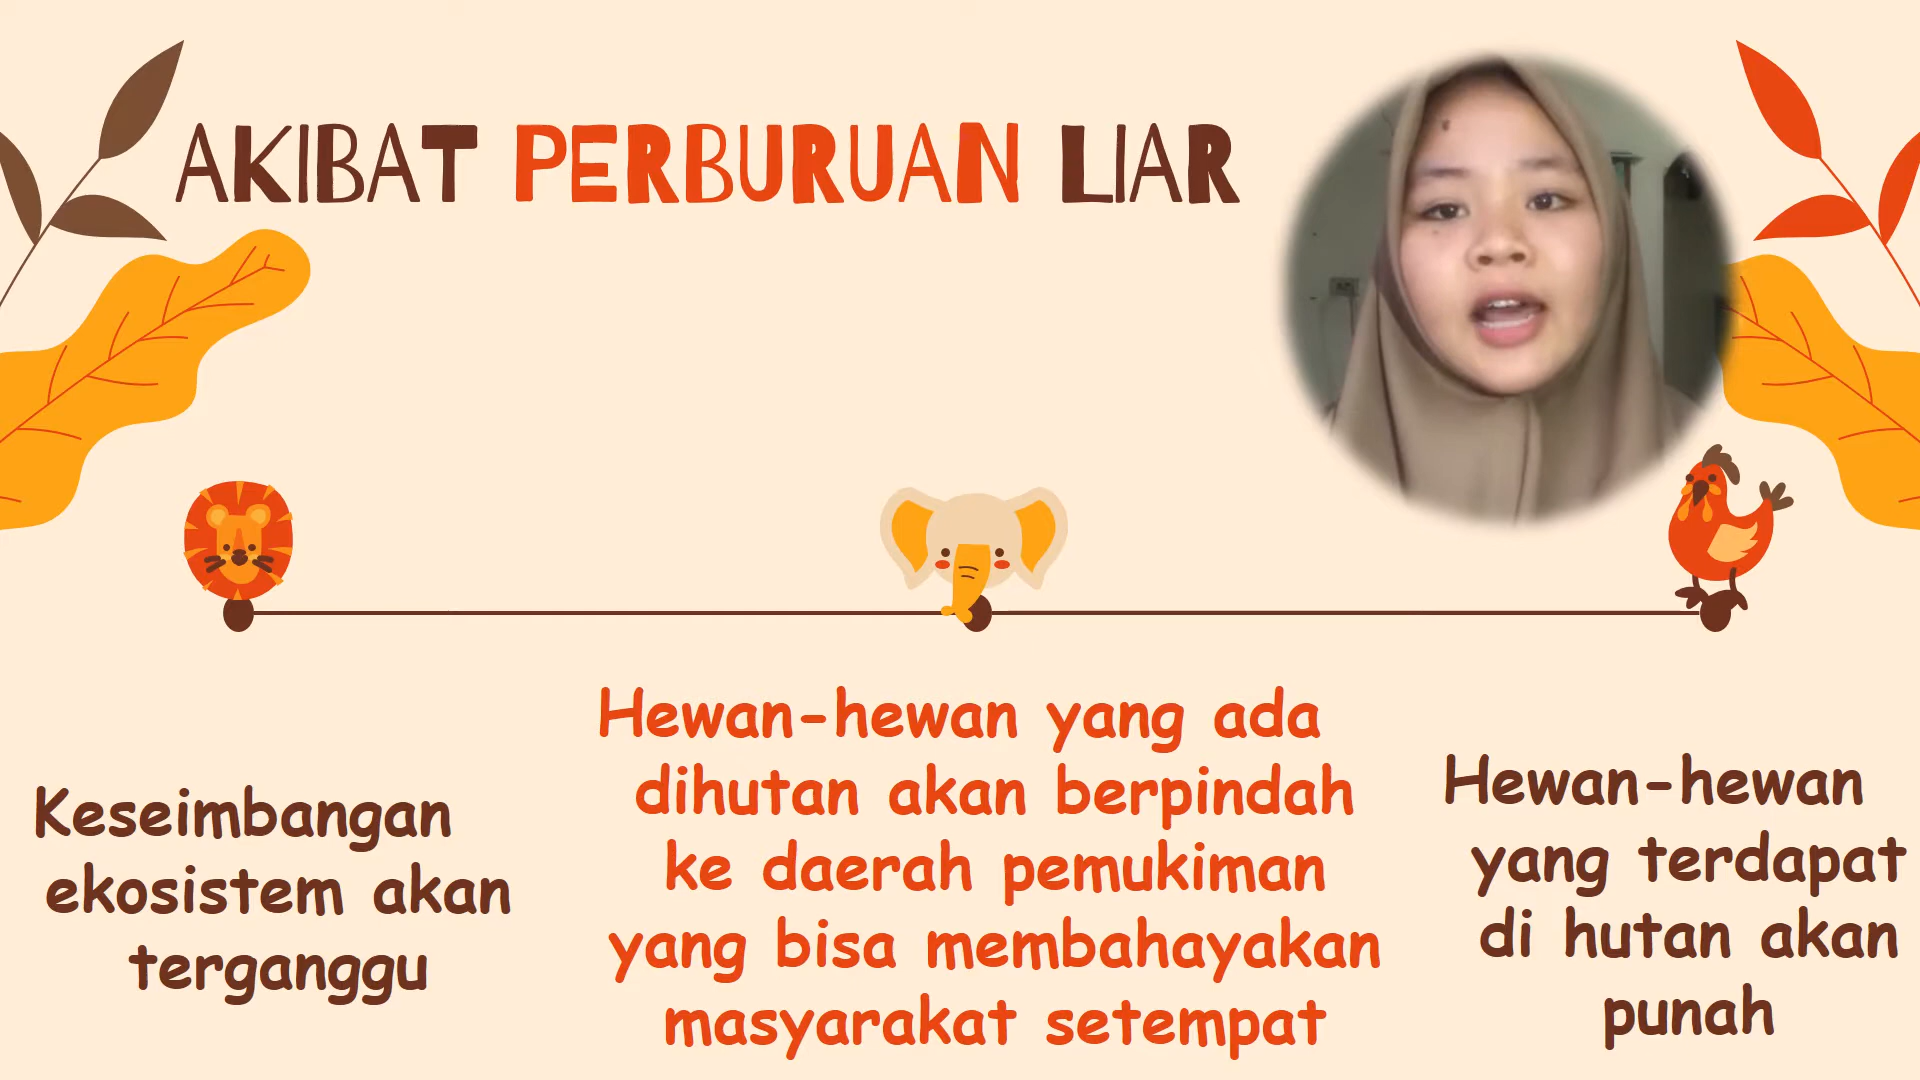 AKIBAT PERBURUAN LIAR
Keseimbangan
ekosistem akan
terganggu
Hewan-hewan yang ada
dihutan akan berpindah
ke daerah pemukiman
yang bisa membahayakan
masyarakat setempat
Hewan-hewan
yang terdapat
di hutan akan
punah